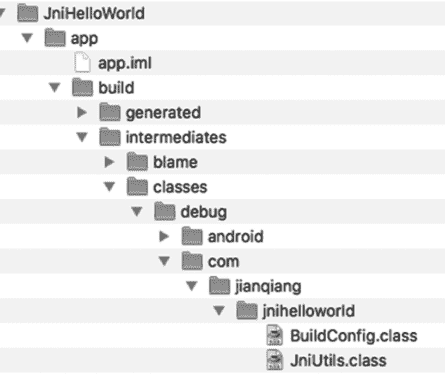 JniHelloWorld
app
app.iml
build
generated
intermediates
blame
classes
debug
android
com
jianqiang
jnihelloworld
BuildConfig.class
JniUtils.class